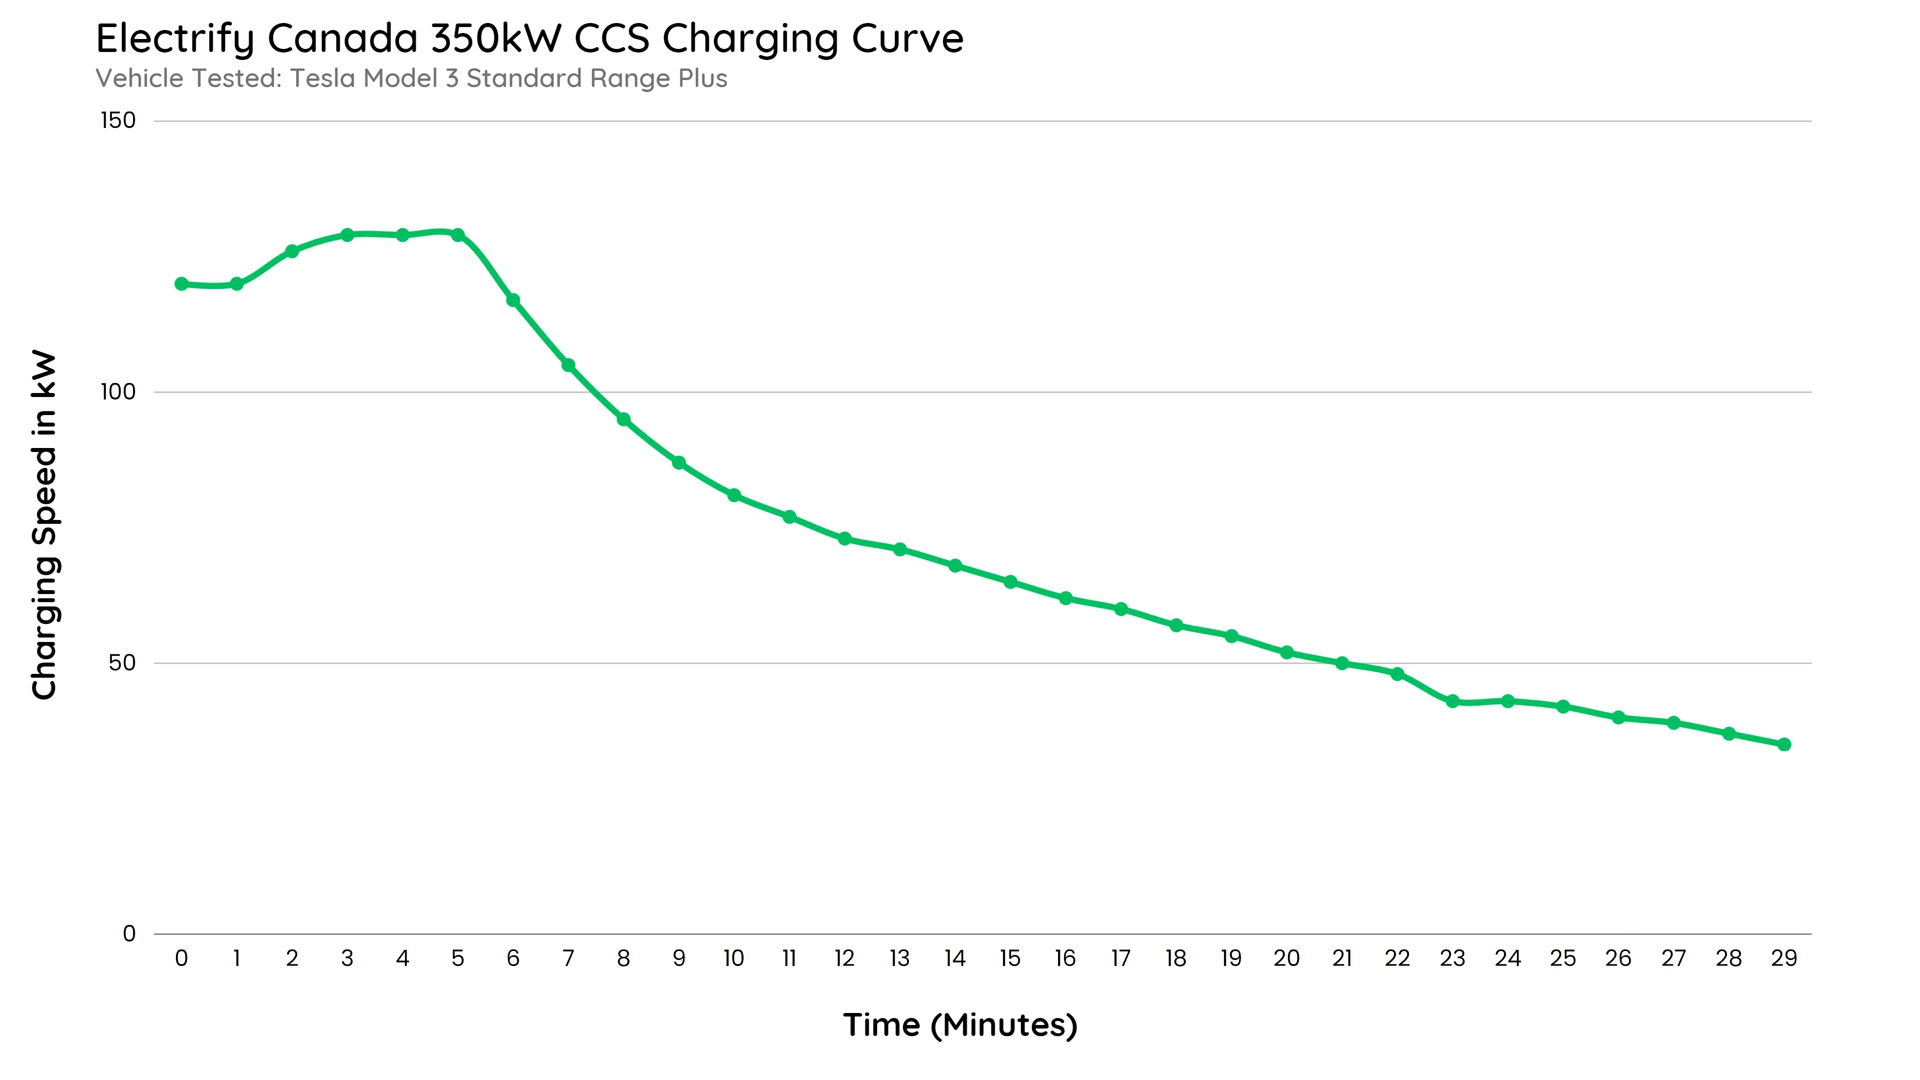 Electrify Canada 350kW CCS Charging Curve
Vehicle Tested: Tesla Model 3 Standard Range Plus
150
100
50
0
Charging Speed in kW
0 1 2 3 4 5 6 7 8 9 10 11 12 13 14 15 16 17 18 19 20 21 22 23 24 25 26 27 28 29
Time (Minutes)